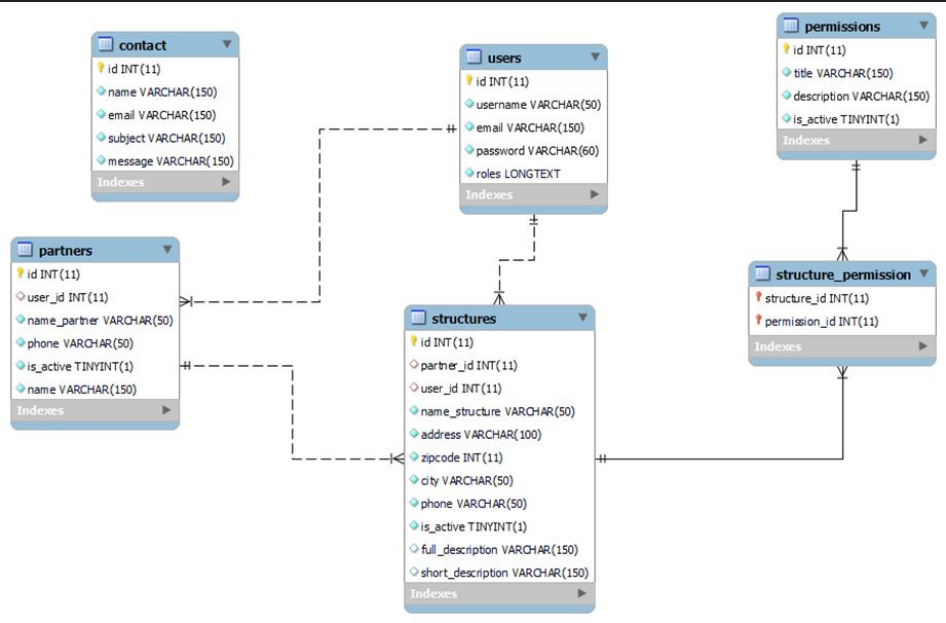 contact
id INT(11)
name VARCHAR(150)
email VARCHAR(150)
subject VARCHAR(150)
message VARCHAR(150)
Indexes
users
id INT(11)
username VARCHAR(50)
email VARCHAR(150)
password VARCHAR(60)
roles LONGTEXT
Indexes
permissions
id INT(11)
title VARCHAR(150)
description VARCHAR(150)
is_active TINYINT(1)
Indexes
partners
id INT(11)
user_id INT(11)
name_partner VARCHAR(50)
phone VARCHAR(50)
is_active TINYINT(1)
name VARCHAR(150)
Indexes
structures
id INT(11)
partner_id INT(11)
user_id INT(11)
name_structure VARCHAR(50)
address VARCHAR(100)
zipcode INT(11)
city VARCHAR(50)
phone VARCHAR(50)
is_active TINYINT(1)
full_description VARCHAR(150)
short_description VARCHAR(150)
Indexes
structure_permission
structure_id INT(11)
permission_id INT(11)
Indexes